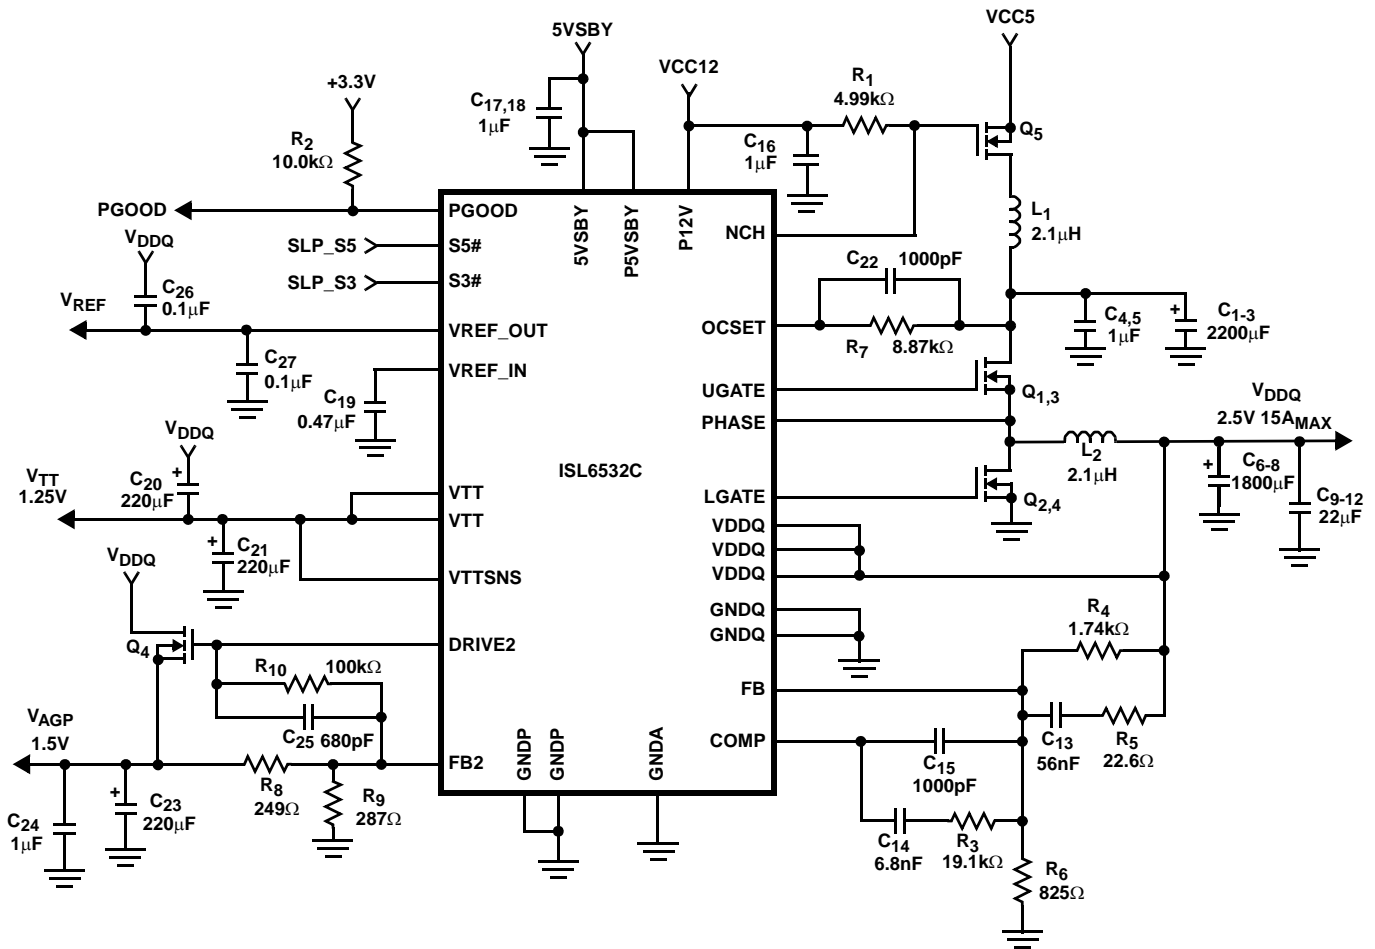 5VSBY
VCC5
VCC12
+3.3V
C17,18
1μF
R1
4.99kΩ
Q5
R2
10.0kΩ
C16
1μF
PGOOD
PGOOD
5VSBY
P5VSBY
P12V
NCH
L1
2.1μH
VDDQ
SLP_S5
S5#
SLP_S3
S3#
C22
1000pF
C26
0.1μF
VREF
VREF_OUT
OCSET
R7
8.87kΩ
C4,5
1μF
+
C1-3
2200μF
C27
0.1μF
VREF_IN
C19
0.47μF
UGATE
Q1,3
PHASE
VDDQ
2.5V 15AMAX
VDDQ
+
C20
220μF
ISL6532C
L2
2.1μH
+
C6-8
1800μF
C9-12
22μF
VTT
1.25V
VTT
VTT
LGATE
Q2,4
VDDQ
VDDQ
VDDQ
+
C21
220μF
VDDQ
VTTSNS
GNDQ
GNDQ
R4
1.74kΩ
Q4
DRIVE2
R10
100kΩ
C25 680pF
FB
C13
56nF
R5
22.6Ω
VAGP
1.5V
COMP
C15
1000pF
FB2
GNDP
GNDP
GNDA
R8
249Ω
R9
287Ω
+
C23
220μF
C24
1μF
C14
6.8nF
R3
19.1kΩ
R6
825Ω